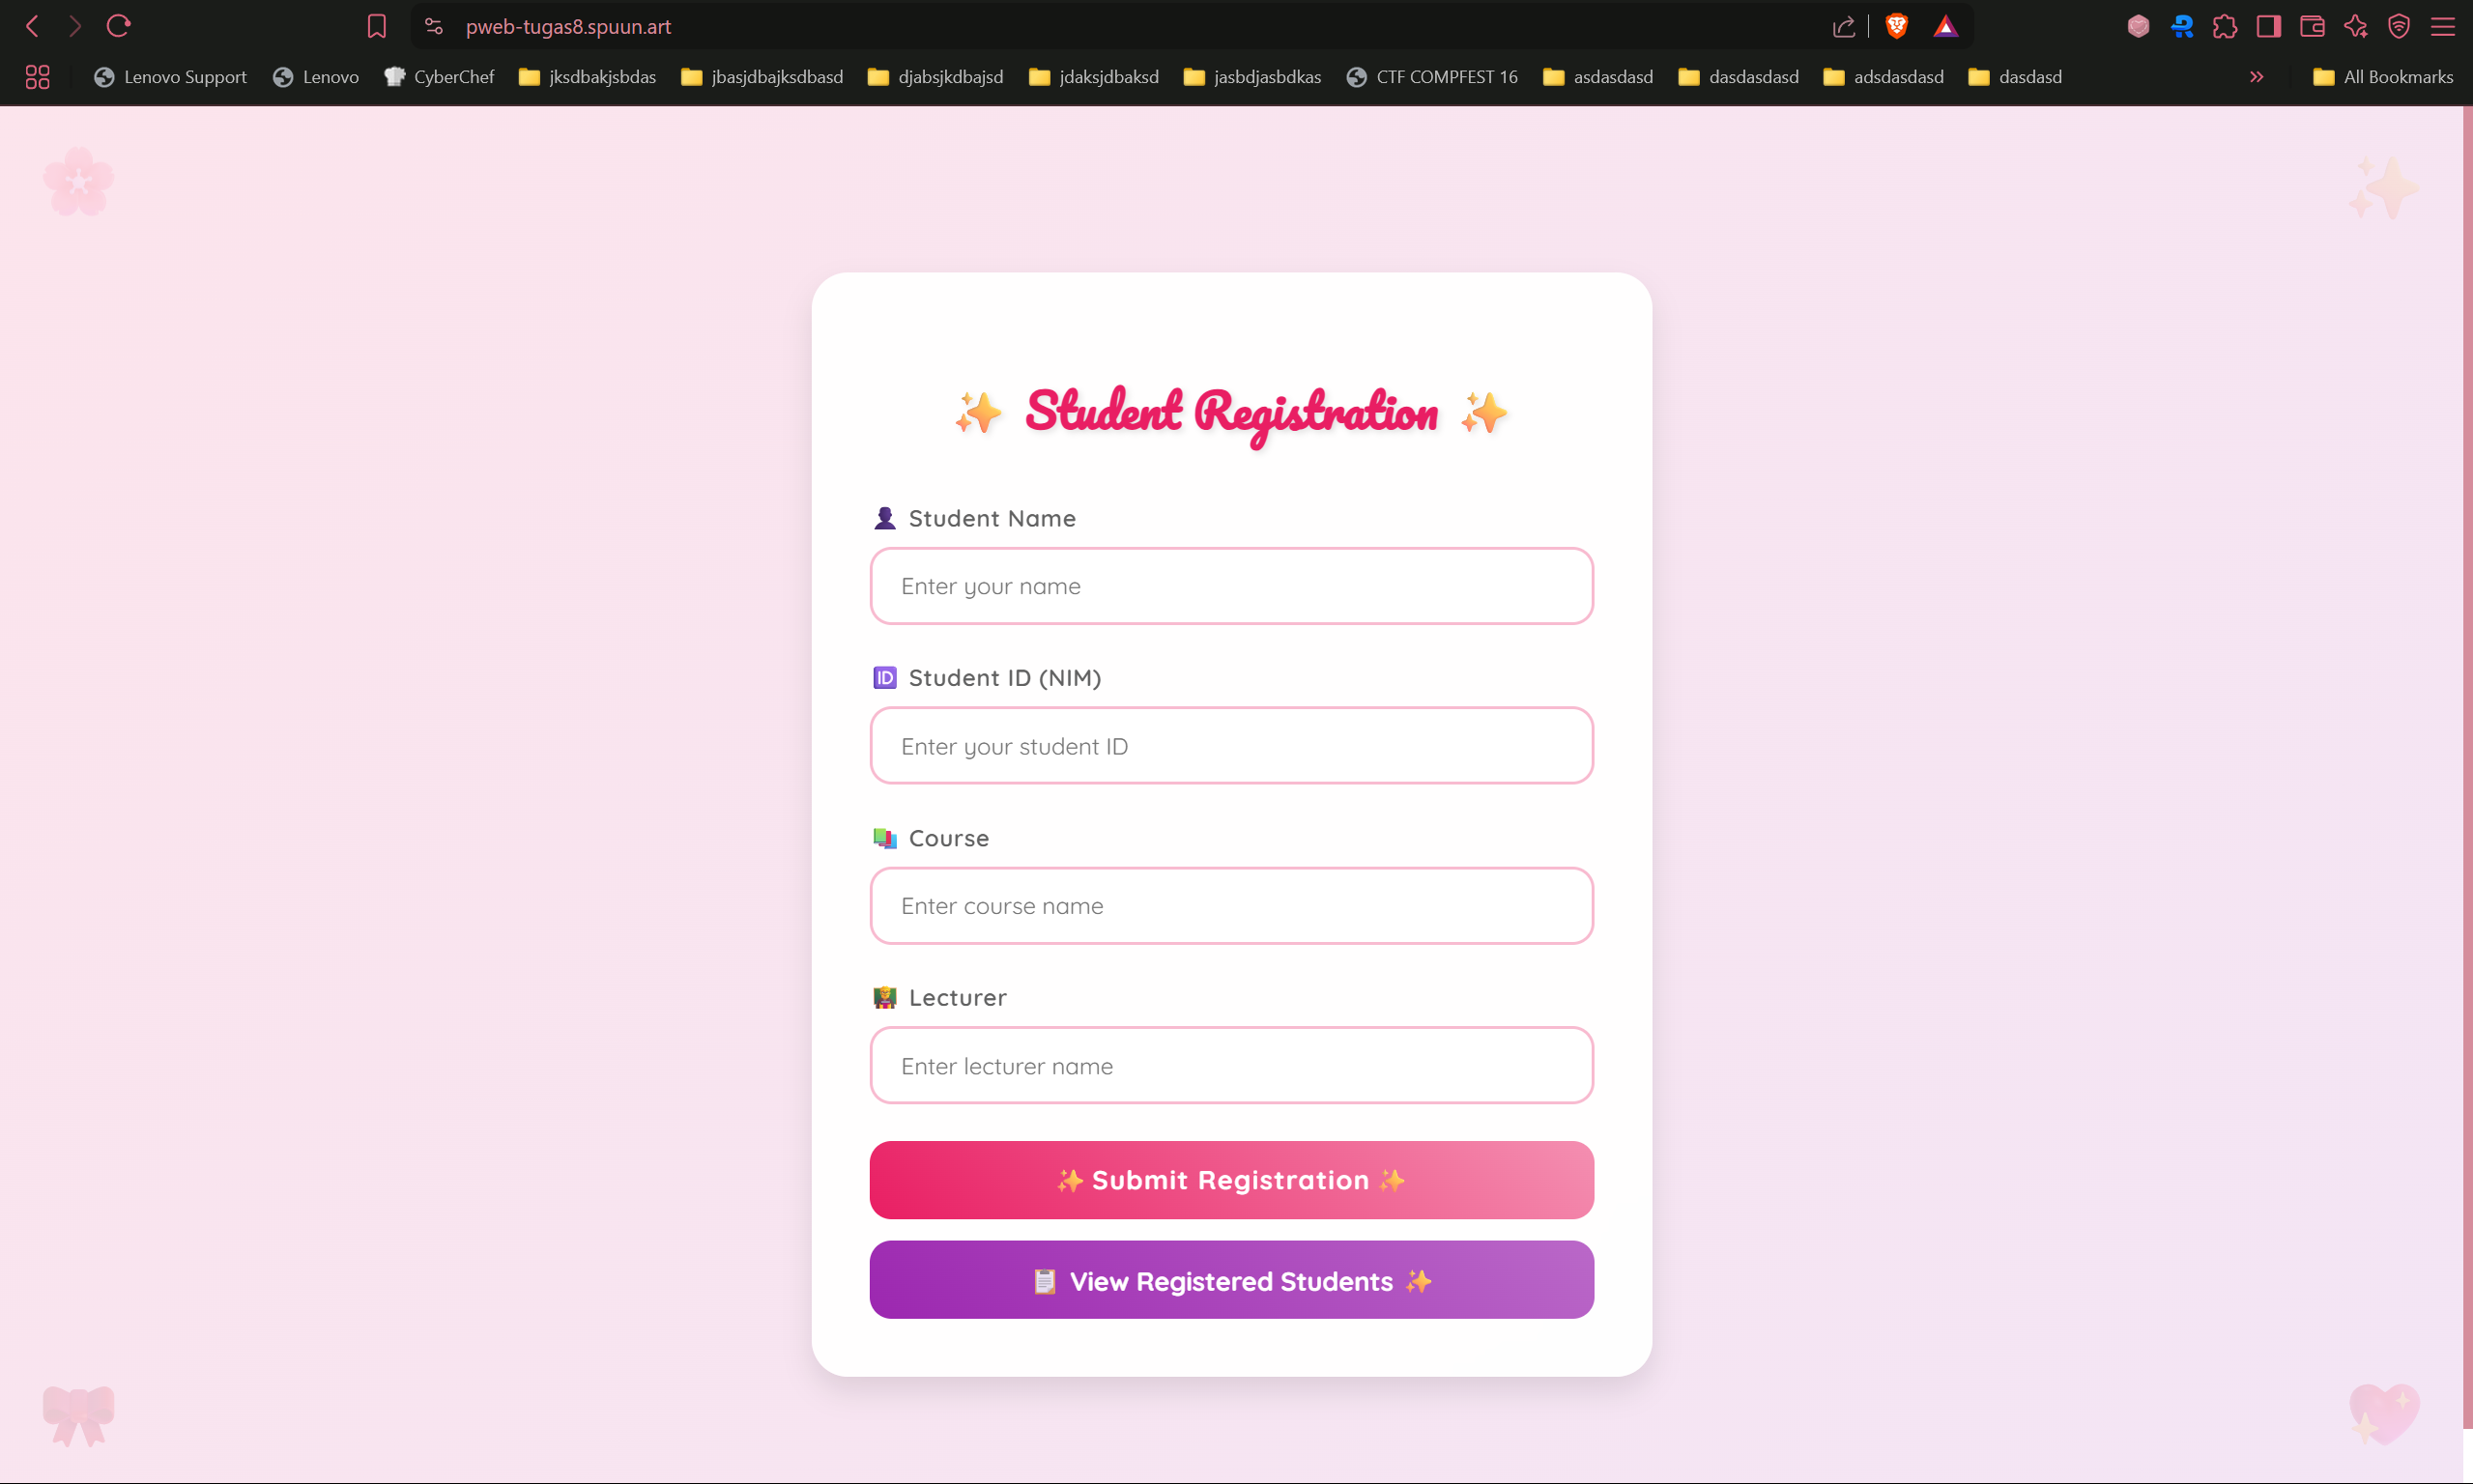 pweb-tugas8.spuun.art
Lenovo Support Lenovo CyberChef jksdbakjsbdas jbasjdbajksdbasd djabsjkdbajsd jdaksjdbaksd jasbdjasbdkas CTF COMPFEST 16 asdasdasd dasdasdasd adsdasdasd dasdasd » All Bookmarks
✨ Student Registration ✨
👤 Student Name
Enter your name
🆔 Student ID (NIM)
Enter your student ID
📚 Course
Enter course name
👩‍🏫 Lecturer
Enter lecturer name
✨ Submit Registration ✨
📋 View Registered Students ✨